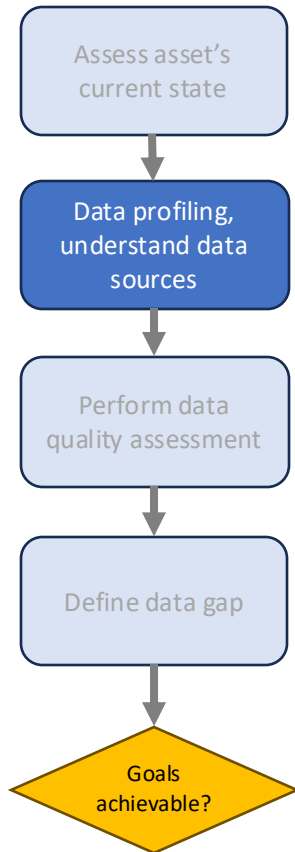 Assess asset's
current state
Data profiling,
understand data
sources
Perform data
quality assessment
Define data gap
Goals
achievable?